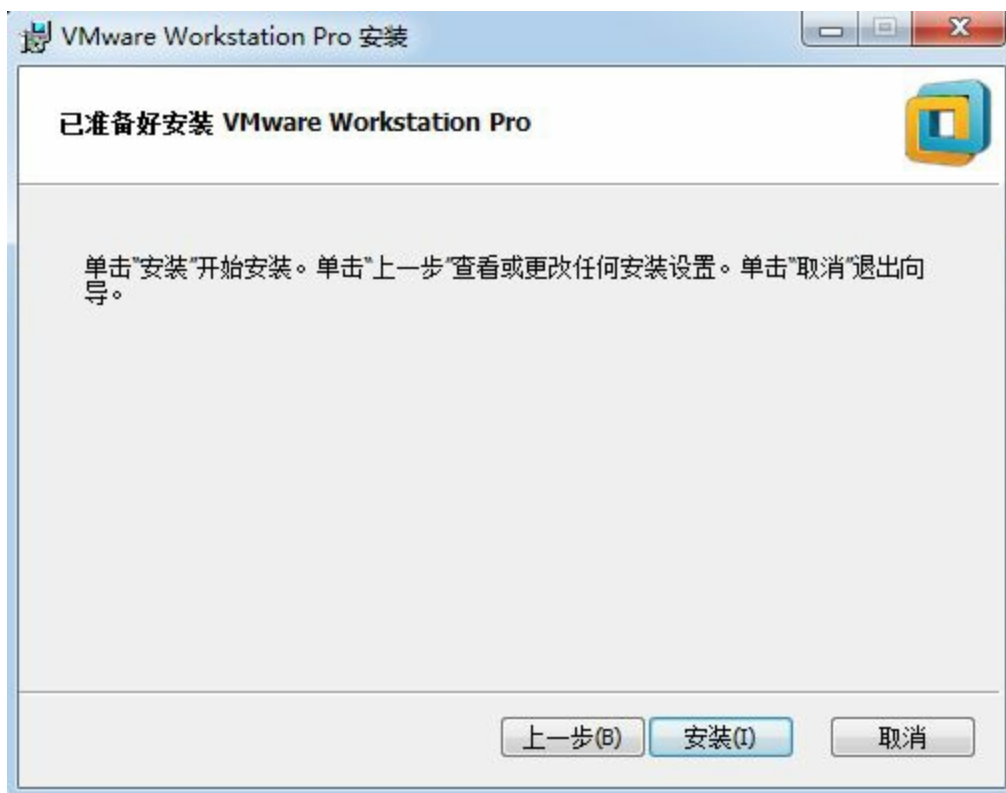 VMware Workstation Pro 安装
已准备好安装 VMware Workstation Pro
单击"安装"开始安装。单击"上一步"查看或更改任何安装设置。单击"取消"退出向
导。
上一步(B) 安装(I) 取消